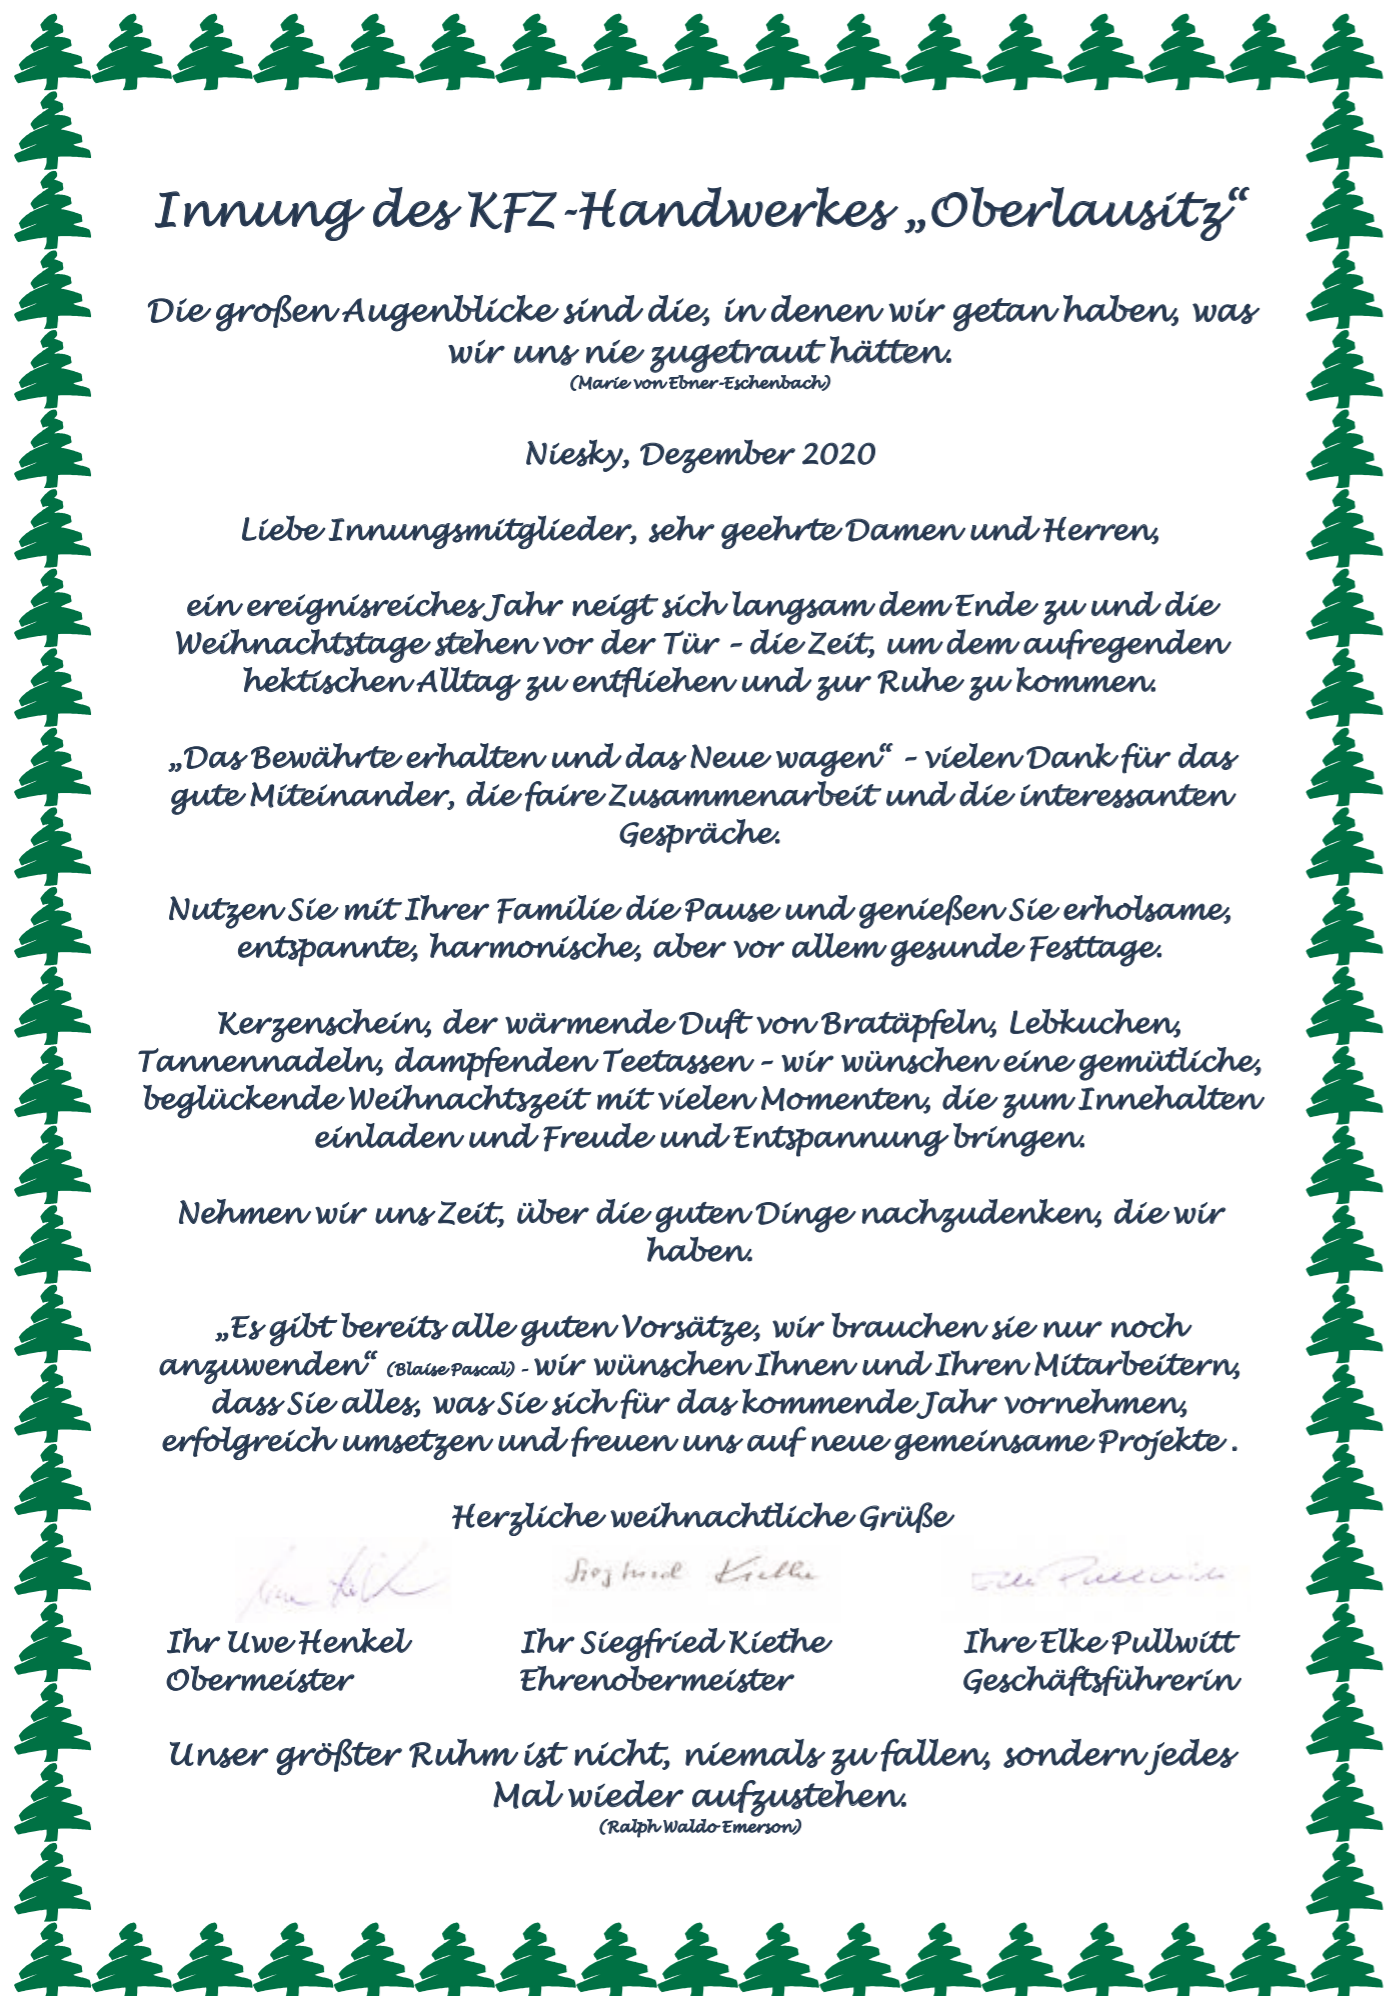 Innung des KFZ-Handwerkes „Oberlausitz“
Die großen Augenblicke sind die, in denen wir getan haben, was
wir uns nie zugetraut hätten.
(Marie von Ebner-Eschenbach)
Niesky, Dezember 2020
Liebe Innungsmitglieder, sehr geehrte Damen und Herren,
ein ereignisreiches Jahr neigt sich langsam dem Ende zu und die
Weihnachtstage stehen vor der Tür – die Zeit, um dem aufregenden
hektischen Alltag zu entfliehen und zur Ruhe zu kommen.
„Das Bewährte erhalten und das Neue wagen“ – vielen Dank für das
gute Miteinander, die faire Zusammenarbeit und die interessanten
Gespräche.
Nutzen Sie mit Ihrer Familie die Pause und genießen Sie erholsame,
entspannte, harmonische, aber vor allem gesunde Festtage.
Kerzenschein, der wärmende Duft von Bratäpfeln, Lebkuchen,
Tannennadeln, dampfenden Teetassen – wir wünschen eine gemütliche,
beglückende Weihnachtszeit mit vielen Momenten, die zum Innehalten
einladen und Freude und Entspannung bringen.
Nehmen wir uns Zeit, über die guten Dinge nachzudenken, die wir
haben.
„Es gibt bereits alle guten Vorsätze, wir brauchen sie nur noch
anzuwenden“ (Blaise Pascal) – wir wünschen Ihnen und Ihren Mitarbeitern,
dass Sie alles, was Sie sich für das kommende Jahr vornehmen,
erfolgreich umsetzen und freuen uns auf neue gemeinsame Projekte .
Herzliche weihnachtliche Grüße
Siegfried Kiethe
Ihr Uwe Henkel Ihr Siegfried Kiethe Ihre Elke Pullwitt
Obermeister Ehrenobermeister Geschäftsführerin
Unser größter Ruhm ist nicht, niemals zu fallen, sondern jedes
Mal wieder aufzustehen.
(Ralph Waldo Emerson)